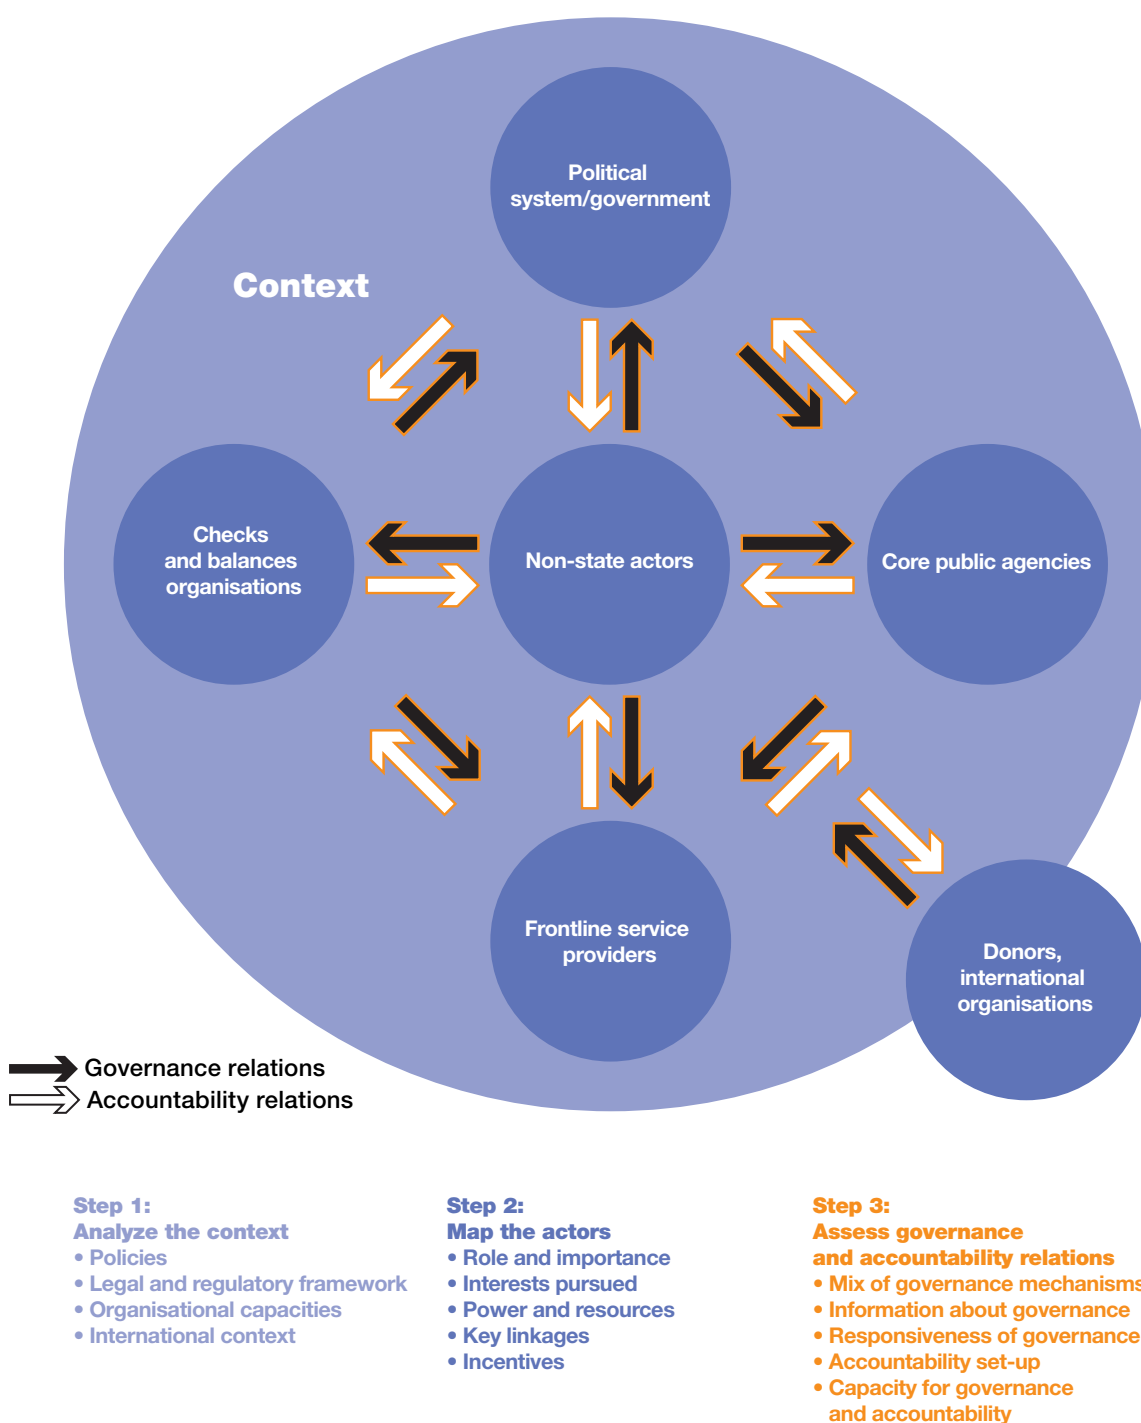 Political
system/government
Context
Checks
and balances
organisations
Non-state actors
Core public agencies
Frontline service
providers
Donors,
international
organisations
Governance relations
Accountability relations
Step 1:
Analyze the context
• Policies
• Legal and regulatory framework
• Organisational capacities
• International context
Step 2:
Map the actors
• Role and importance
• Interests pursued
• Power and resources
• Key linkages
• Incentives
Step 3:
Assess governance
and accountability relations
• Mix of governance mechanisms
• Information about governance
• Responsiveness of governance
• Accountability set-up
• Capacity for governance
and accountability